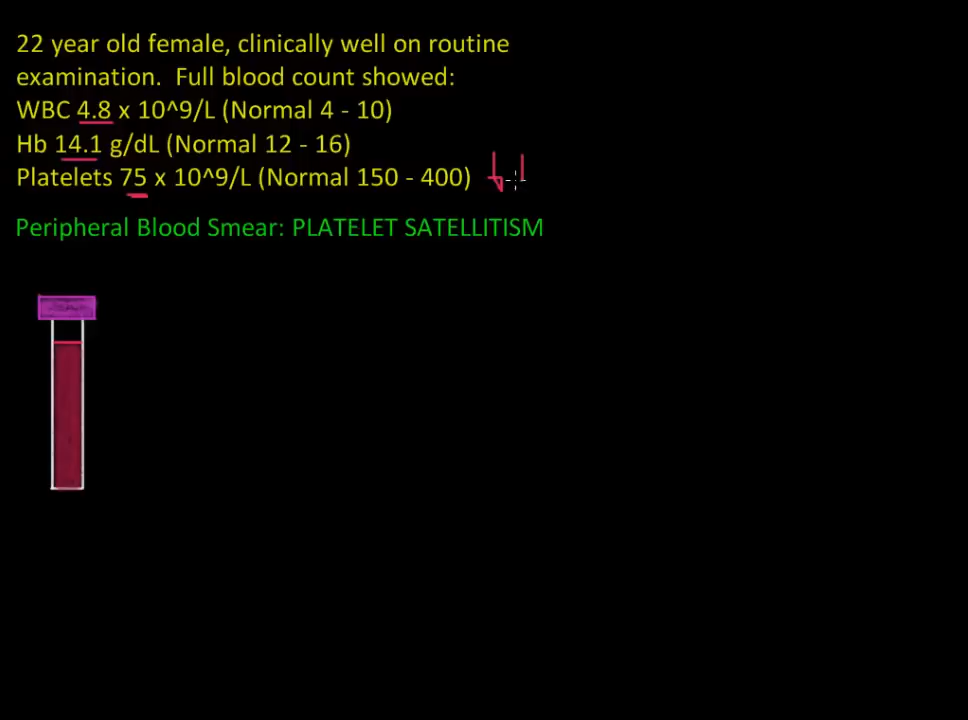 22 year old female, clinically well on routine
examination. Full blood count showed:
WBC 4.8 x 10^9/L (Normal 4 - 10)
Hb 14.1 g/dL (Normal 12 - 16)
Platelets 75 x 10^9/L (Normal 150 - 400)
Peripheral Blood Smear: PLATELET SATELLITISM